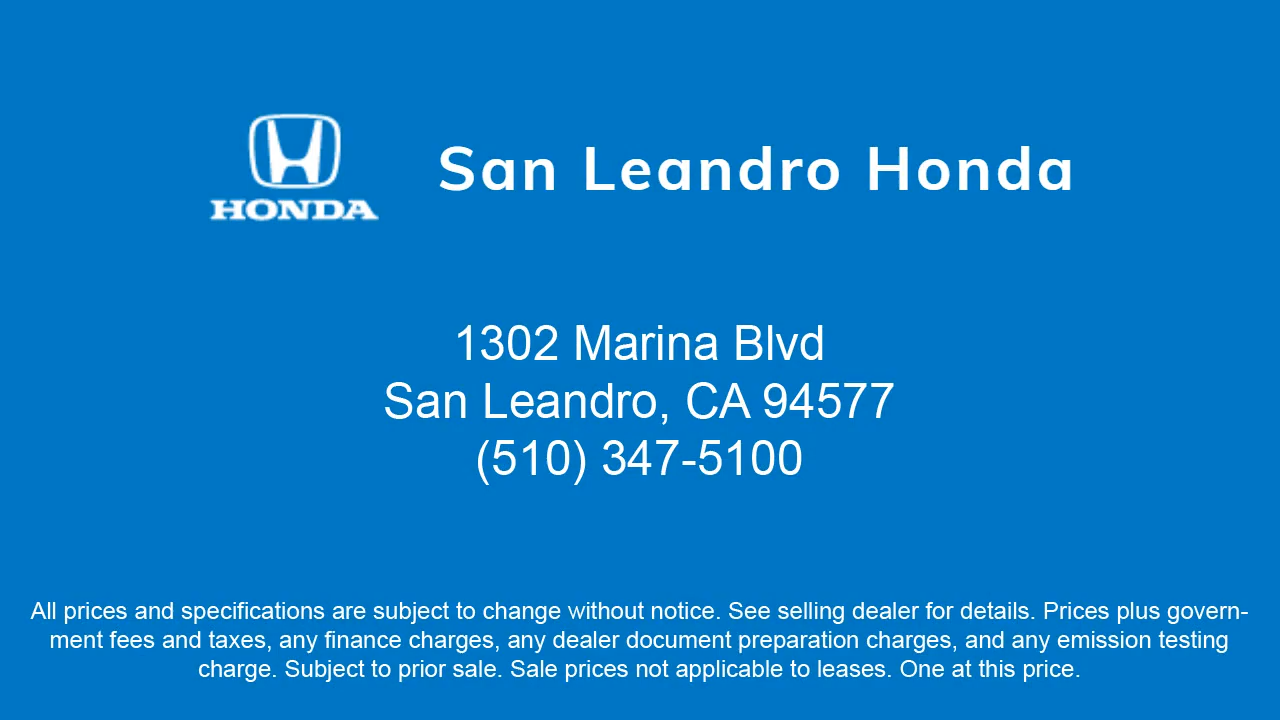 HONDA
San Leandro Honda
1302 Marina Blvd
San Leandro, CA 94577
(510) 347-5100
All prices and specifications are subject to change without notice. See selling dealer for details. Prices plus govern-
ment fees and taxes, any finance charges, any dealer document preparation charges, and any emission testing
charge. Subject to prior sale. Sale prices not applicable to leases. One at this price.